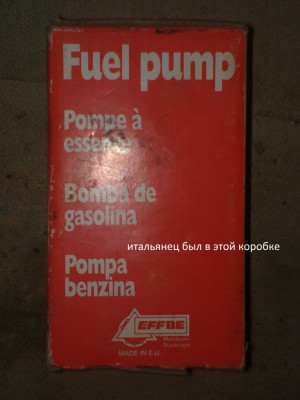 Fuel pump
Pompe à
essence
Bomba de
gasolina
итальянец был в этой коробке
Pompa
benzina
EFFBE
MADE IN E.U.